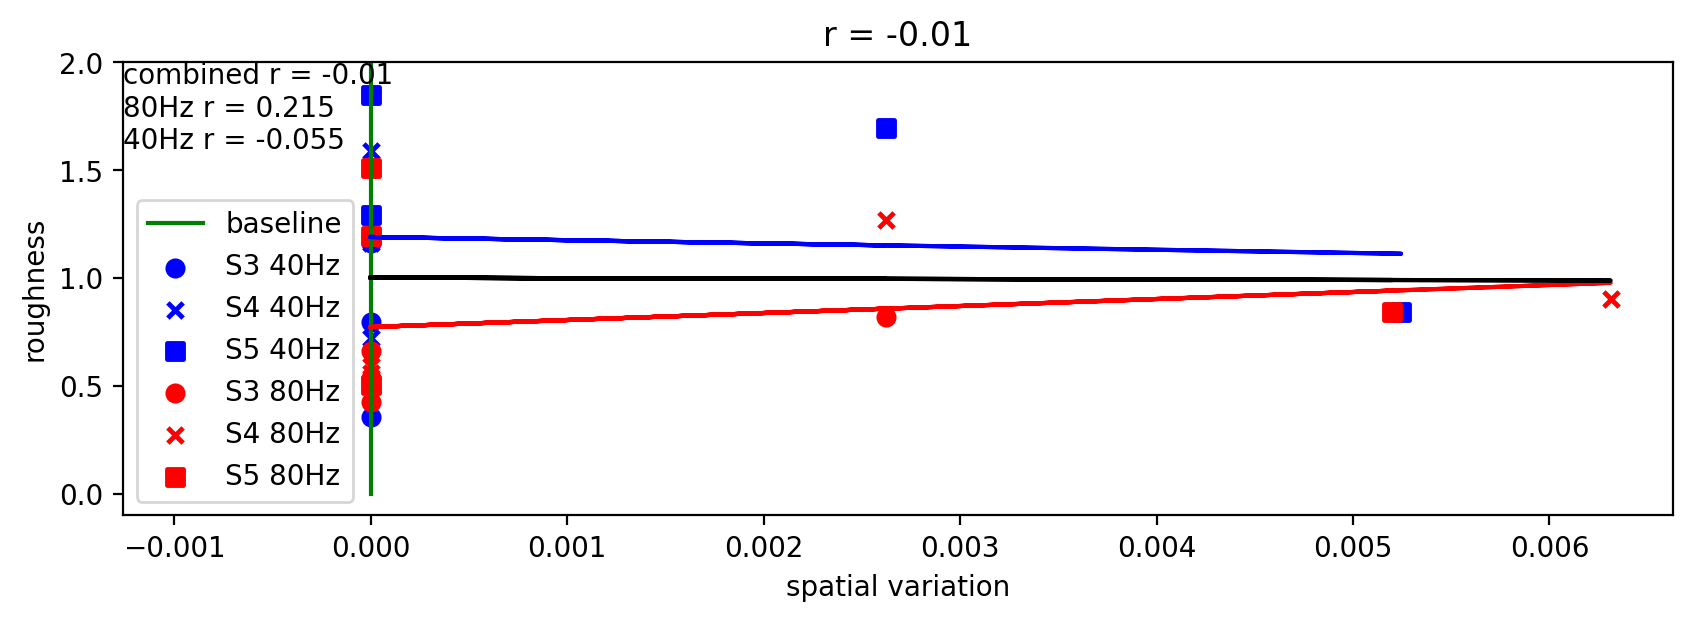 r = -0.01
combined r = -0.01
80Hz r = 0.215
40Hz r = -0.055
2.0
1.5
1.0
0.5
0.0
roughness
baseline
S3 40Hz
S4 40Hz
S5 40Hz
S3 80Hz
S4 80Hz
S5 80Hz
−0.001 0.000 0.001 0.002 0.003 0.004 0.005 0.006
spatial variation